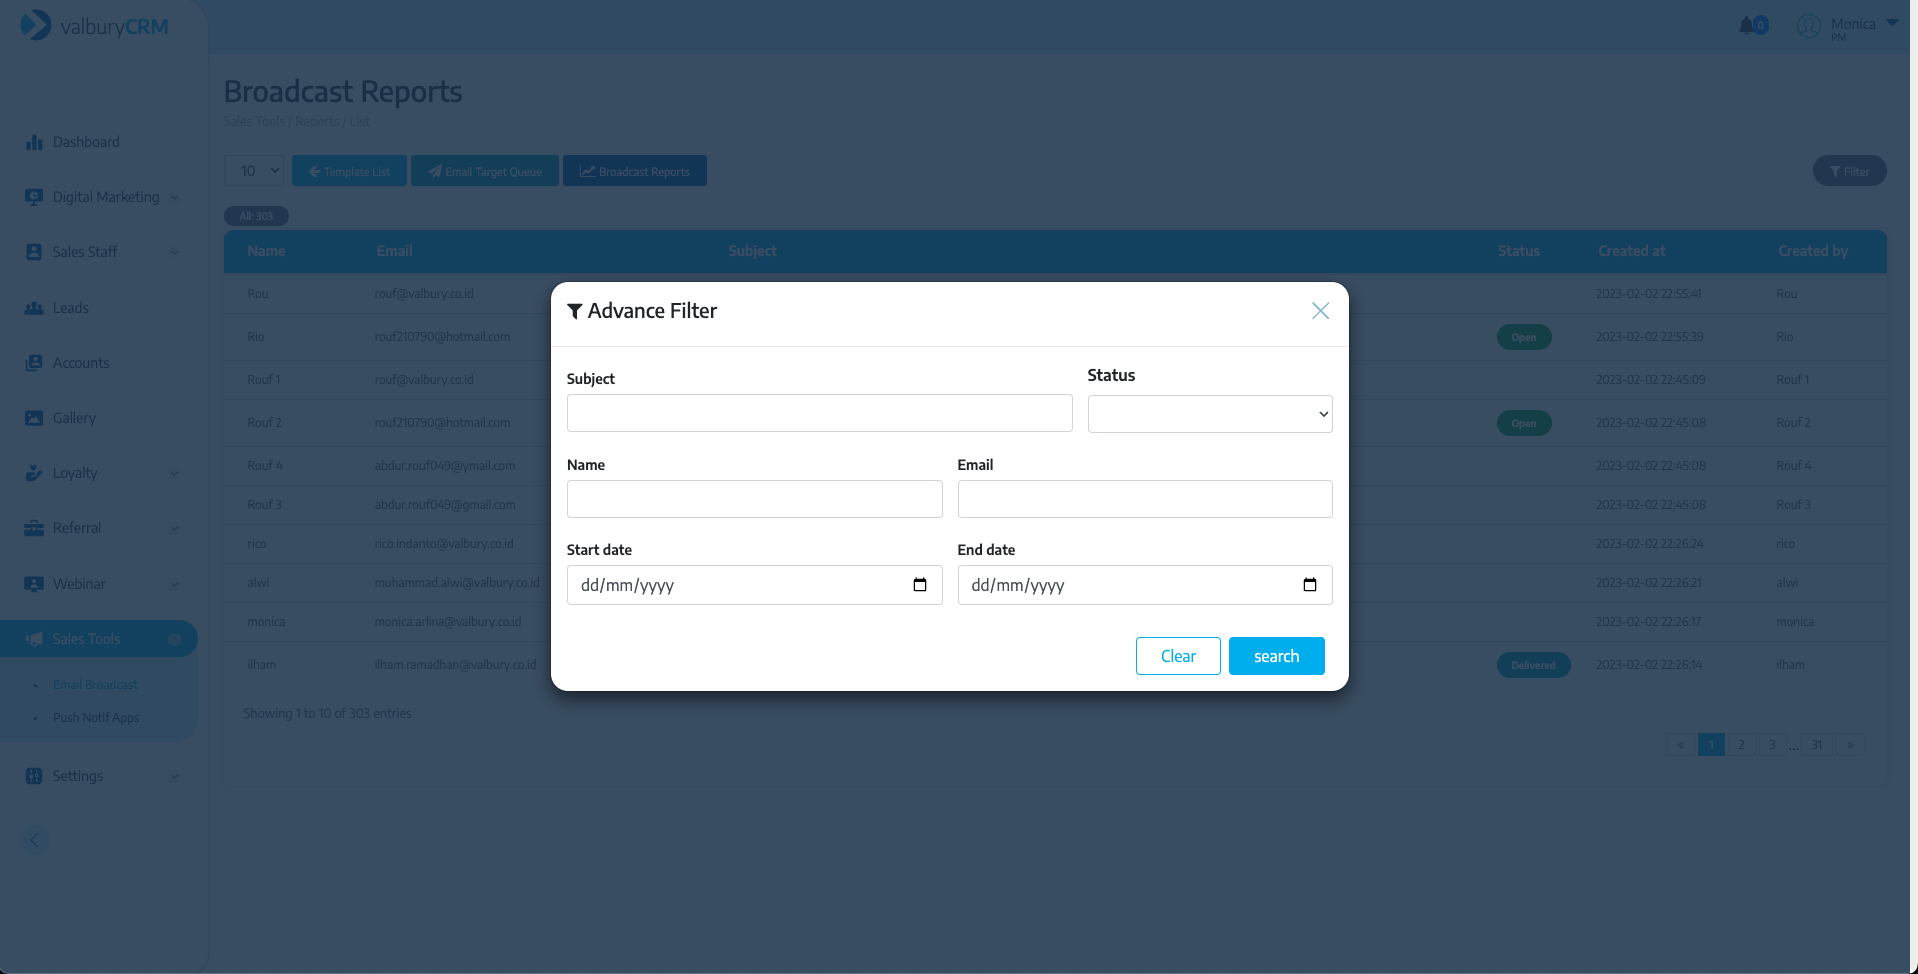 valburyCRM
0
Monica
PM
Broadcast Reports
Sales Tools / Reports / List
Dashboard
Digital Marketing
Sales Staff
Leads
Accounts
Gallery
Loyalty
Referral
Webinar
Sales Tools
Email Broadcast
Push Notif Apps
Settings
10
Template List
Email Target Queue
Broadcast Reports
Filter
All: 303
Name Email Subject Status Created at Created by
Rou rouf@valbury.co.id 2023-02-02 22:55:41 Rou
Rio rouf210790@hotmail.com Open 2023-02-02 22:55:39 Rio
Rouf 1 rouf@valbury.co.id 2023-02-02 22:45:09 Rouf 1
Rouf 2 rouf210790@hotmail.com Open 2023-02-02 22:45:08 Rouf 2
Rouf 4 abdur.rouf049@ymail.com 2023-02-02 22:45:08 Rouf 4
Rouf 3 abdur.rouf049@gmail.com 2023-02-02 22:45:08 Rouf 3
rico rico.indanto@valbury.co.id 2023-02-02 22:26:24 rico
alwi muhammad.alwi@valbury.co.id 2023-02-02 22:26:21 alwi
monica monica.arlina@valbury.co.id 2023-02-02 22:26:17 monica
ilham ilham.ramadhan@valbury.co.id Delivered 2023-02-02 22:26:14 ilham
Showing 1 to 10 of 303 entries
« 1 2 3 ... 31 »
Advance Filter
Subject
Status
Name
Email
Start date
End date
dd/mm/yyyy
dd/mm/yyyy
Clear
search